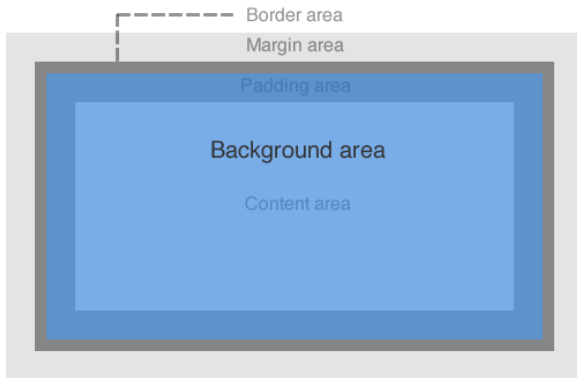 Border area
Margin area
Padding area
Background area
Content area